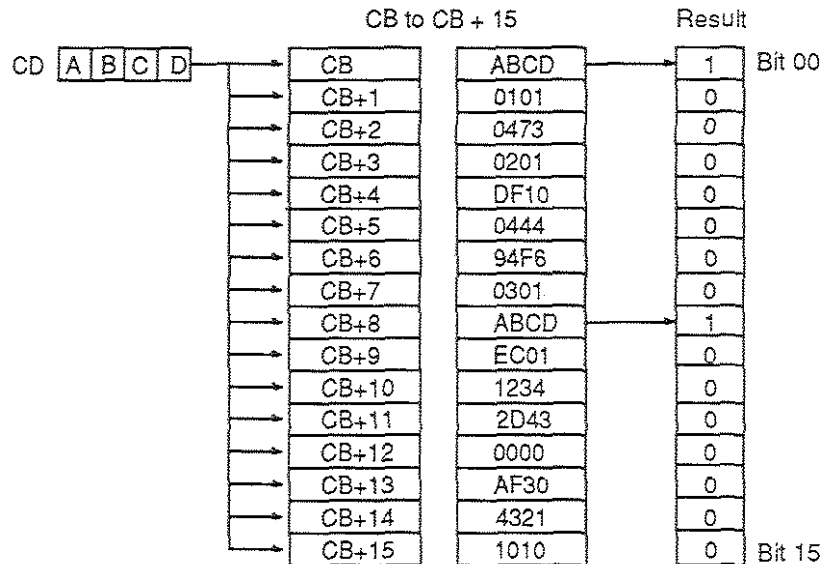 CB to CB + 15 Result
CD A B C D CB ABCD 1 Bit 00
CB+1 0101 0
CB+2 0473 0
CB+3 0201 0
CB+4 DF10 0
CB+5 0444 0
CB+6 94F6 0
CB+7 0301 0
CB+8 ABCD 1
CB+9 EC01 0
CB+10 1234 0
CB+11 2D43 0
CB+12 0000 0
CB+13 AF30 0
CB+14 4321 0
CB+15 1010 0 Bit 15